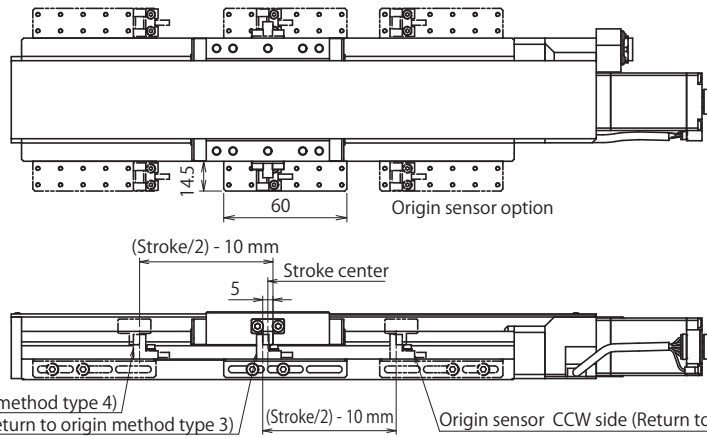 14.5
60
Origin sensor option
(Stroke/2) - 10 mm
Stroke center
5
method type 4)
eturn to origin method type 3)
(Stroke/2) - 10 mm
Origin sensor CCW side (Return to